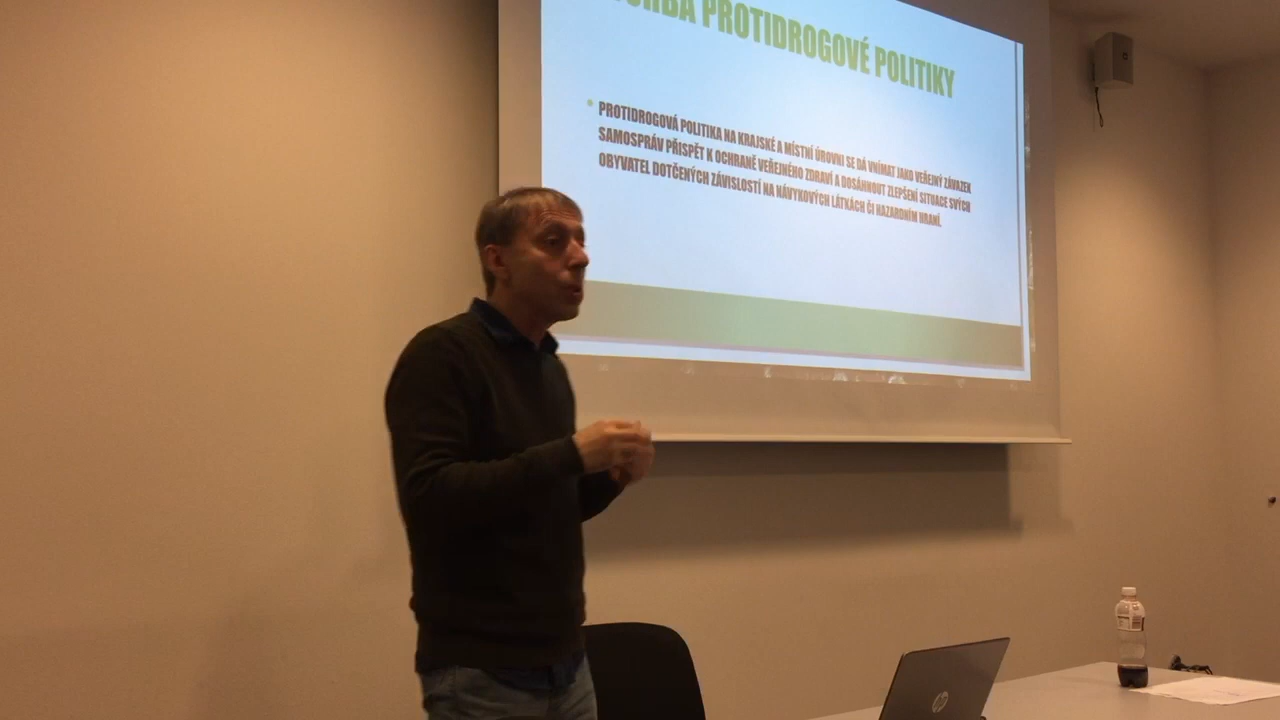 PROTIDROGOVÉ POLITIKY
• PROTIDROGOVÁ POLITIKA NA KRAJSKÉ A MÍSTNÍ ÚROVNI SE DÁ VNÍMAT JAKO VEŘEJNÝ ZÁVAZEK
SAMOSPRÁV PŘISPĚT K OCHRANĚ VEŘEJNÉHO ZDRAVÍ A DOSÁHNOUT ZLEPŠENÍ SITUACE SVÝCH
OBYVATEL DOTČENÝCH ZÁVISLOSTÍ NA NÁVYKOVÝCH LÁTKÁCH ČI HAZARDNÍM HRANÍ.
hp